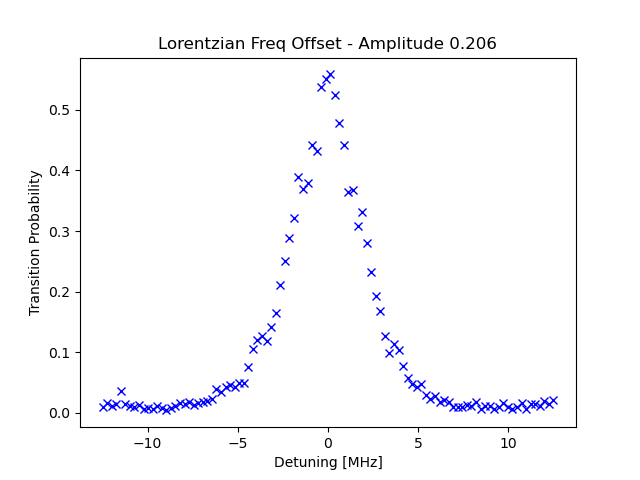 Lorentzian Freq Offset - Amplitude 0.206
Transition Probability
0.5
0.4
0.3
0.2
0.1
0.0
−10 −5 0 5 10
Detuning [MHz]